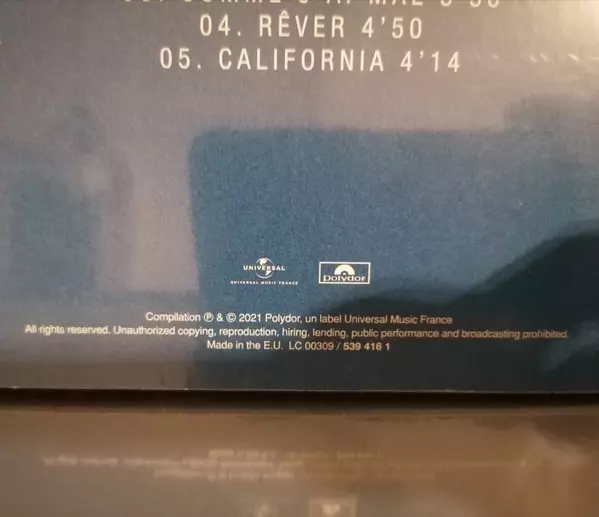 04. RÊVER 4'50
05. CALIFORNIA 4'14
UNIVERSAL
UNIVERSAL MUSIC FRANCE
polydor
Compilation ℗ & © 2021 Polydor, un label Universal Music France
All rights reserved. Unauthorized copying, reproduction, hiring, lending, public performance and broadcasting prohibited.
Made in the E.U. LC 00309 / 539 416 1